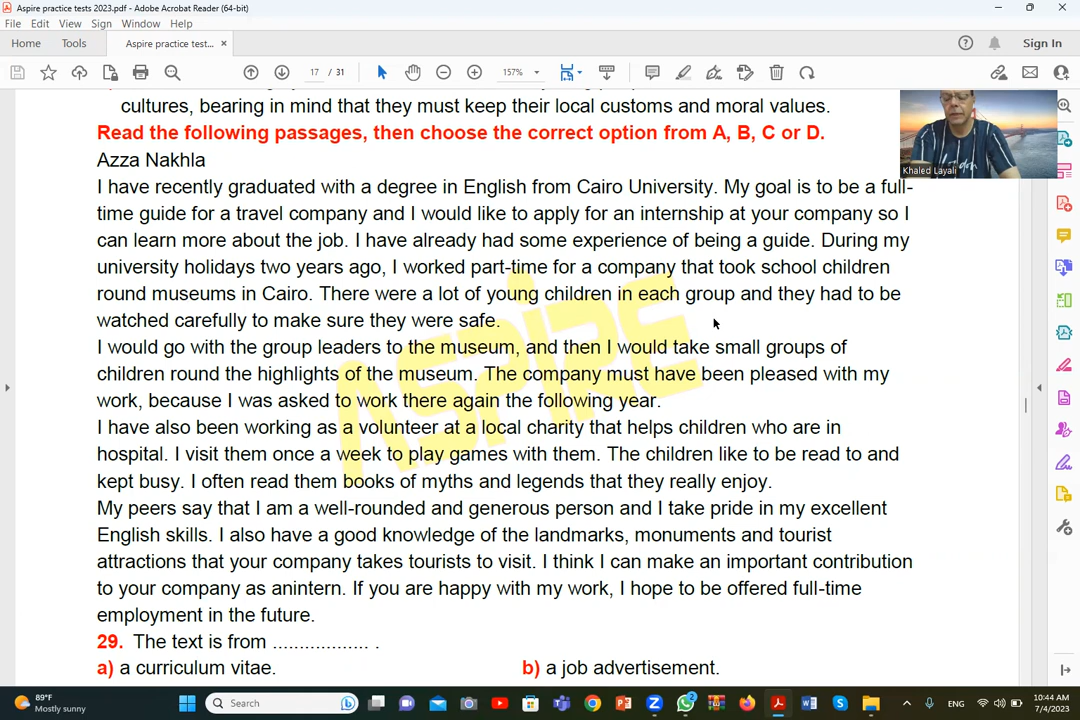 Aspire practice tests 2023.pdf - Adobe Acrobat Reader (64-bit)
File Edit View Sign Window Help
Home Tools Aspire practice test... × Sign In
17 / 31 157%
cultures, bearing in mind that they must keep their local customs and moral values.
Read the following passages, then choose the correct option from A, B, C or D.
Azza Nakhla
I have recently graduated with a degree in English from Cairo University. My goal is to be a full-
time guide for a travel company and I would like to apply for an internship at your company so I
can learn more about the job. I have already had some experience of being a guide. During my
university holidays two years ago, I worked part-time for a company that took school children
round museums in Cairo. There were a lot of young children in each group and they had to be
watched carefully to make sure they were safe.
I would go with the group leaders to the museum, and then I would take small groups of
children round the highlights of the museum. The company must have been pleased with my
work, because I was asked to work there again the following year.
I have also been working as a volunteer at a local charity that helps children who are in
hospital. I visit them once a week to play games with them. The children like to be read to and
kept busy. I often read them books of myths and legends that they really enjoy.
My peers say that I am a well-rounded and generous person and I take pride in my excellent
English skills. I also have a good knowledge of the landmarks, monuments and tourist
attractions that your company takes tourists to visit. I think I can make an important contribution
to your company as anintern. If you are happy with my work, I hope to be offered full-time
employment in the future.
29. The text is from ................... .
a) a curriculum vitae. b) a job advertisement.
ASPIRE
Khaled Layali
89°F
Mostly sunny
Search
2
ENG
10:44 AM
7/4/2023